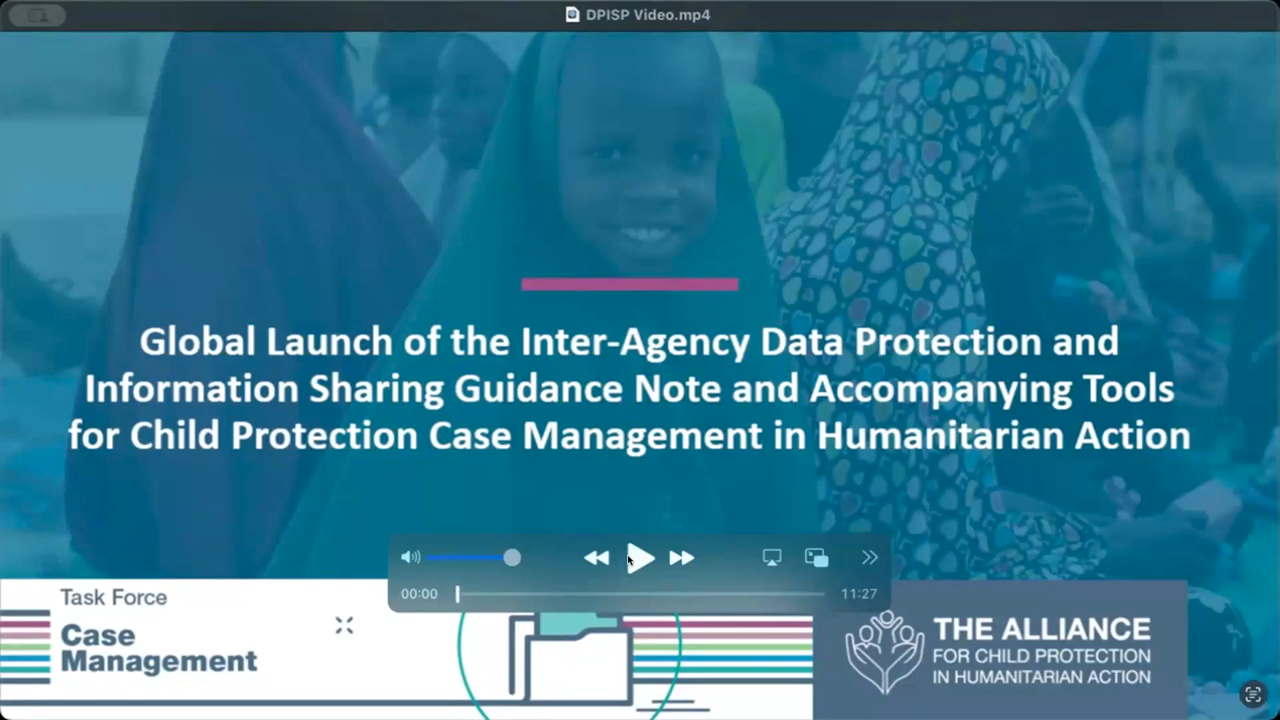 DPISP Video.mp4
Global Launch of the Inter-Agency Data Protection and
Information Sharing Guidance Note and Accompanying Tools
for Child Protection Case Management in Humanitarian Action
00:00
11:27
Task Force
Case
Management
THE ALLIANCE
FOR CHILD PROTECTION
IN HUMANITARIAN ACTION